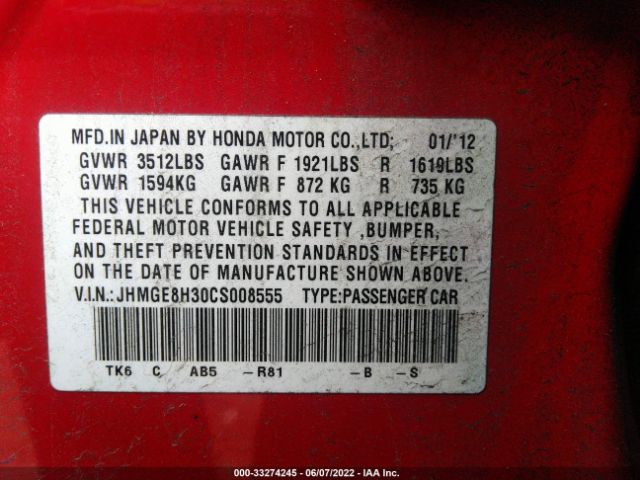 MFD.IN JAPAN BY HONDA MOTOR CO.,LTD; 01/'12
GVWR 3512LBS GAWR F 1921LBS R 1619LBS
GVWR 1594KG GAWR F 872 KG R 735 KG
THIS VEHICLE CONFORMS TO ALL APPLICABLE
FEDERAL MOTOR VEHICLE SAFETY ,BUMPER,
AND THEFT PREVENTION STANDARDS IN EFFECT
ON THE DATE OF MANUFACTURE SHOWN ABOVE.
V.I.N.: JHMGE8H30CS008555 TYPE:PASSENGER CAR
TK6 C AB5 -R81 -B -S
000-33274245 - 06/07/2022 - IAA Inc.